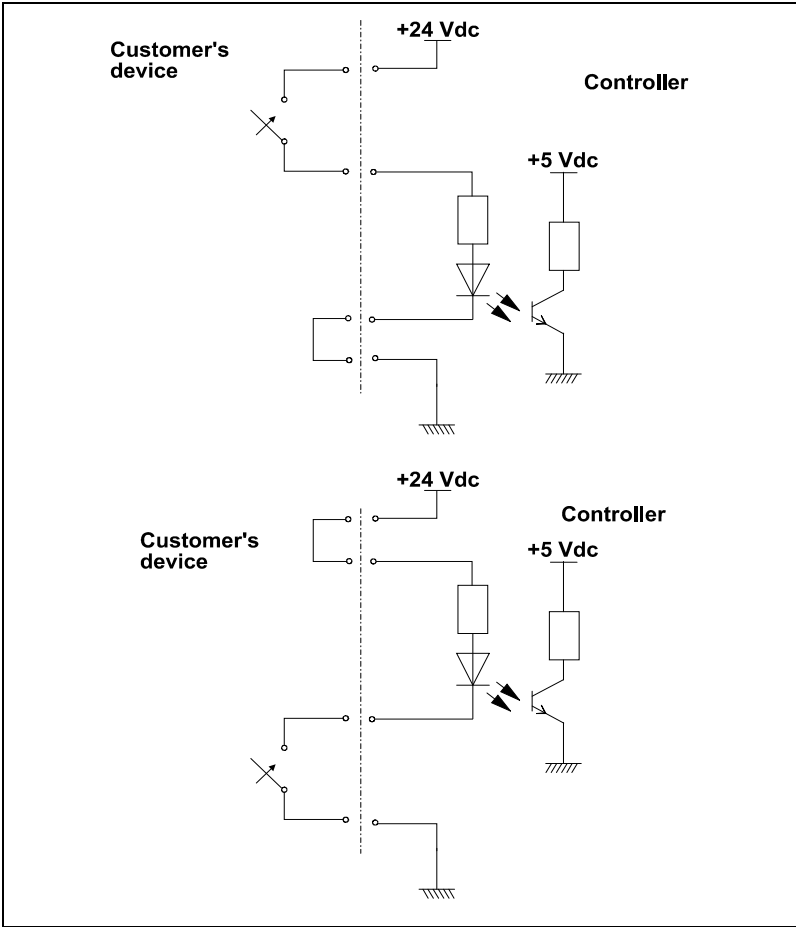 +24 Vdc
Customer's
device
Controller
+5 Vdc
+24 Vdc
Controller
Customer's
device
+5 Vdc